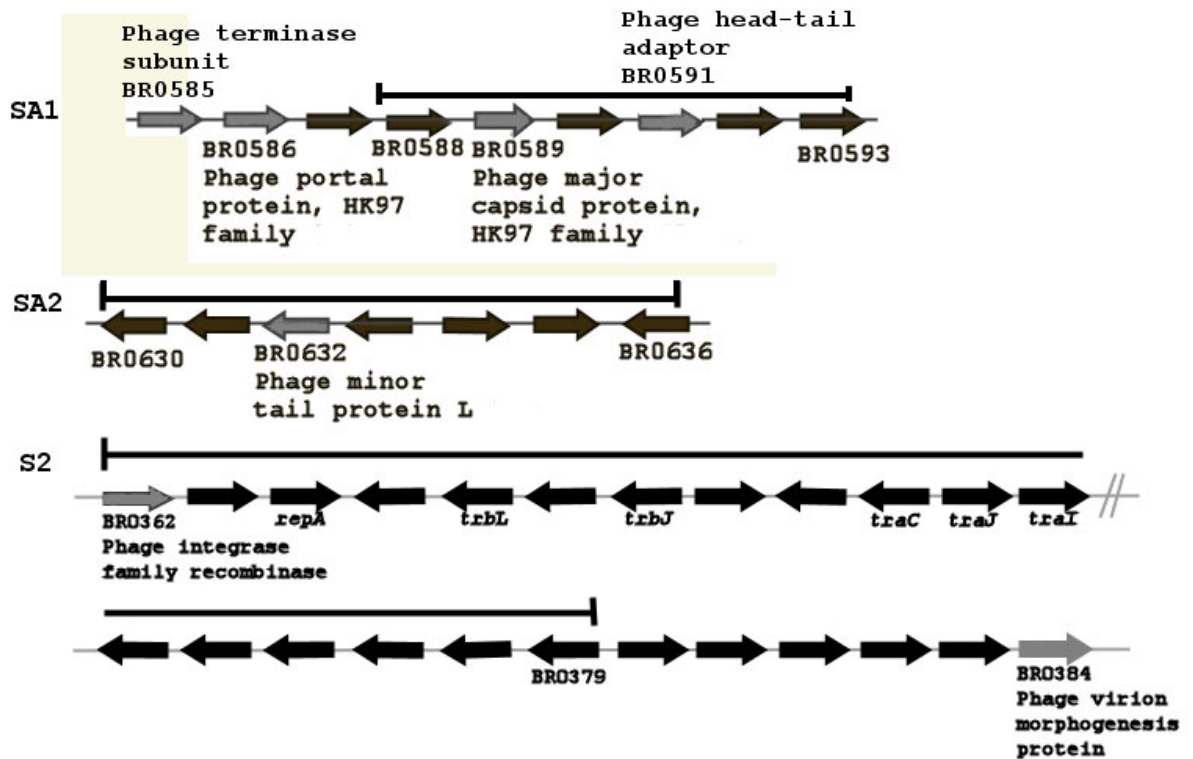 Phage terminase
subunit
BR0585
Phage head-tail
adaptor
BR0591
SA1
BR0586
Phage portal
protein, HK97
family
BR0588
BR0589
Phage major
capsid protein,
HK97 family
BR0593
SA2
BR0630
BR0632
Phage minor
tail protein L
BR0636
S2
BR0362
Phage integrase
family recombinase
repA
trbL
trbJ
traC
traJ
traI
BR0379
BR0384
Phage virion
morphogenesis
protein